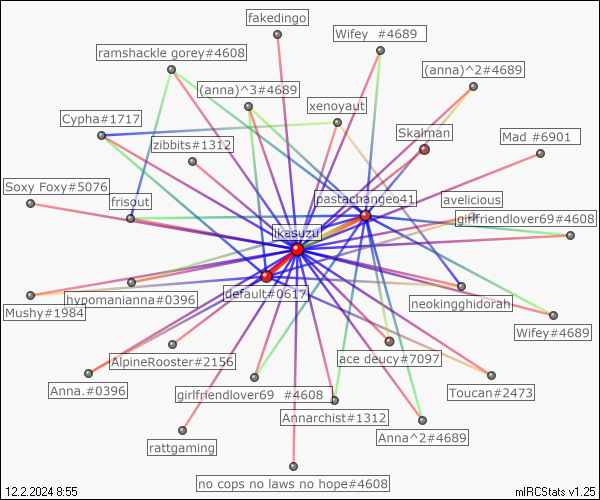 fakedingo
Wifey  #4689
ramshackle gorey#4608
(anna)^2#4689
(anna)^3#4689
xenoyaut
Cypha#1717
Skalman
zibbits#1312
Mad #6901
Soxy Foxy#5076
frisout
pastachangeo41
avelicious
girlfriendlover69#4608
ikasuzu
hypomanianna#0396
default#0617
neokingghidorah
Mushy#1984
Wifey#4689
AlpineRooster#2156
ace deucy#7097
Anna.#0396
girlfriendlover69  #4608
Toucan#2473
Annarchist#1312
rattgaming
Anna^2#4689
no cops no laws no hope#4608
12.2.2024 8:55
mIRCStats v1.25